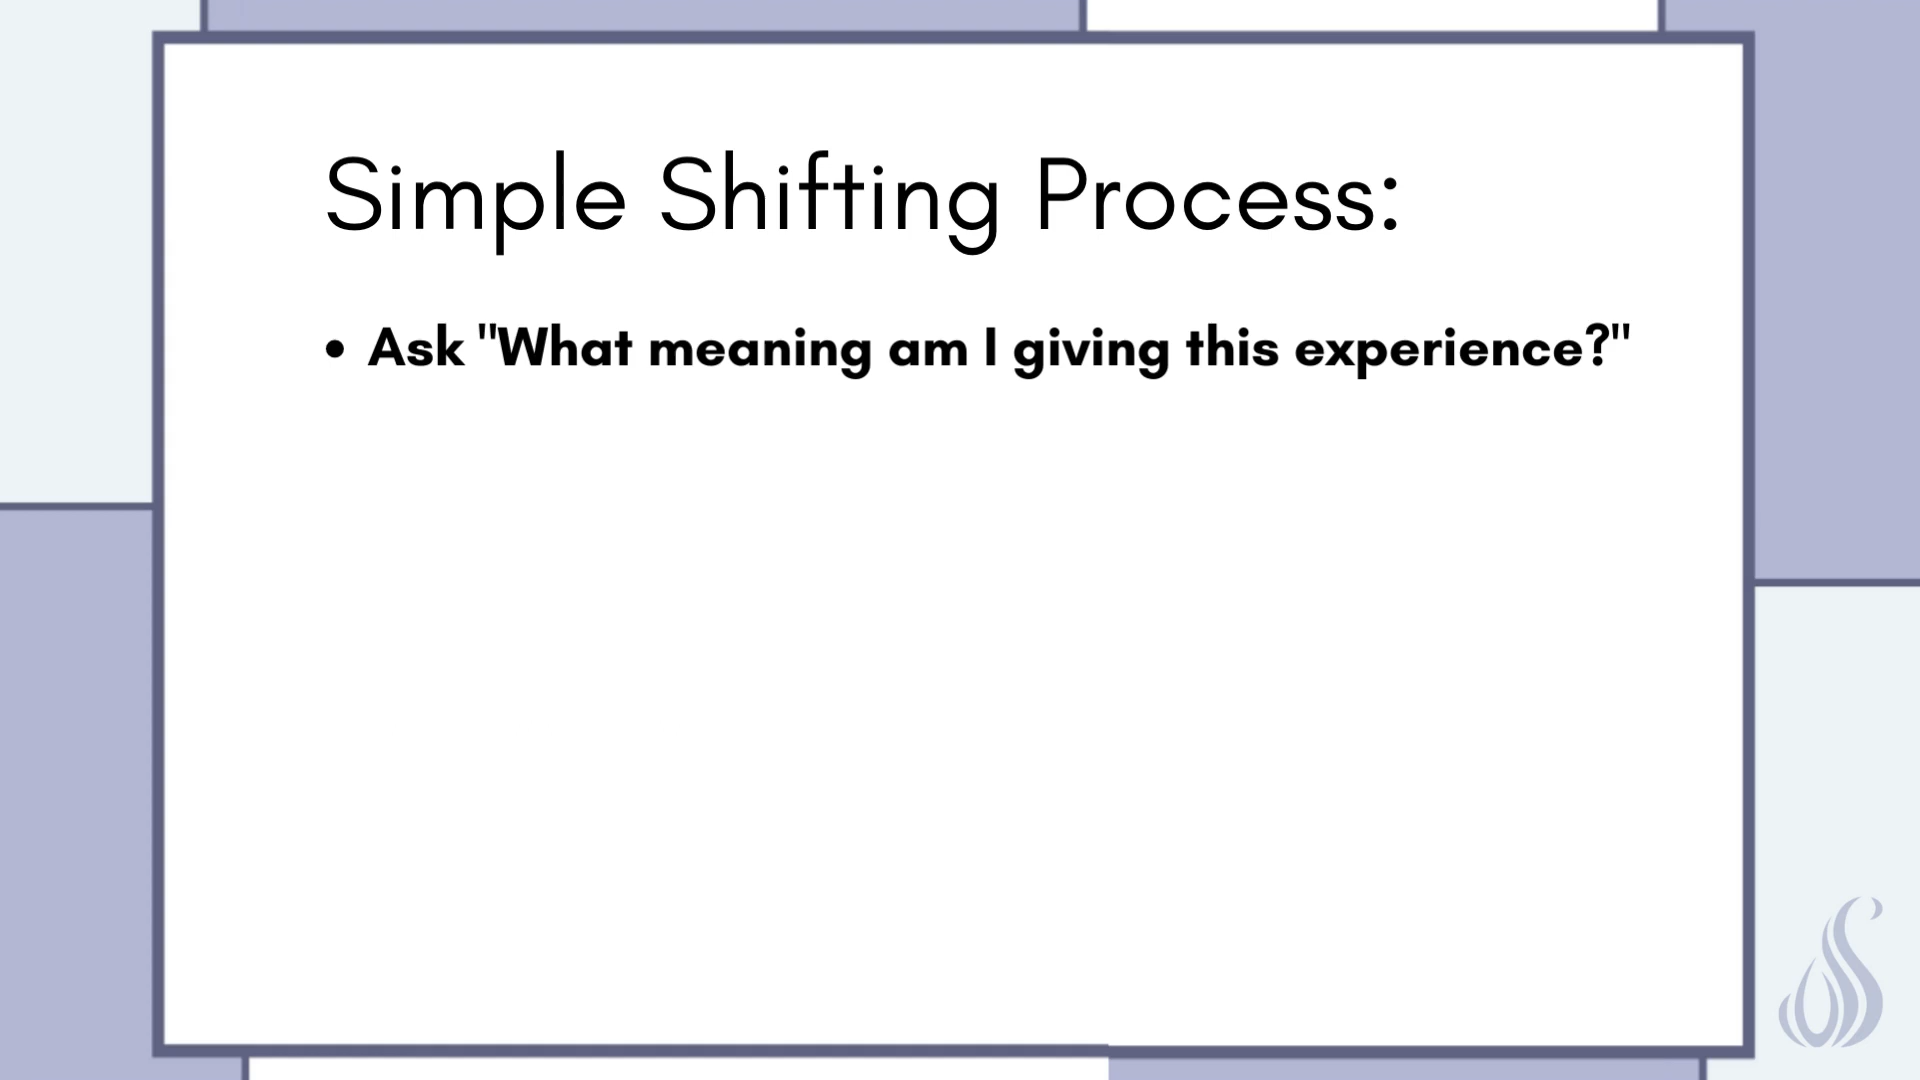 Simple Shifting Process:
• Ask "What meaning am I giving this experience?"